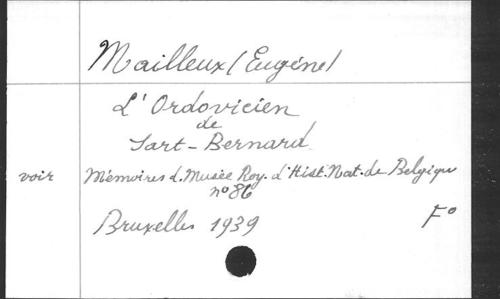 Mailleux (Eugène)
L'Ordovicien
de
Sart-Bernard
voir Mémoires d. Musée Roy. d'Hist. Nat. de Belgique
n° 86
Bruxelles 1939 F°